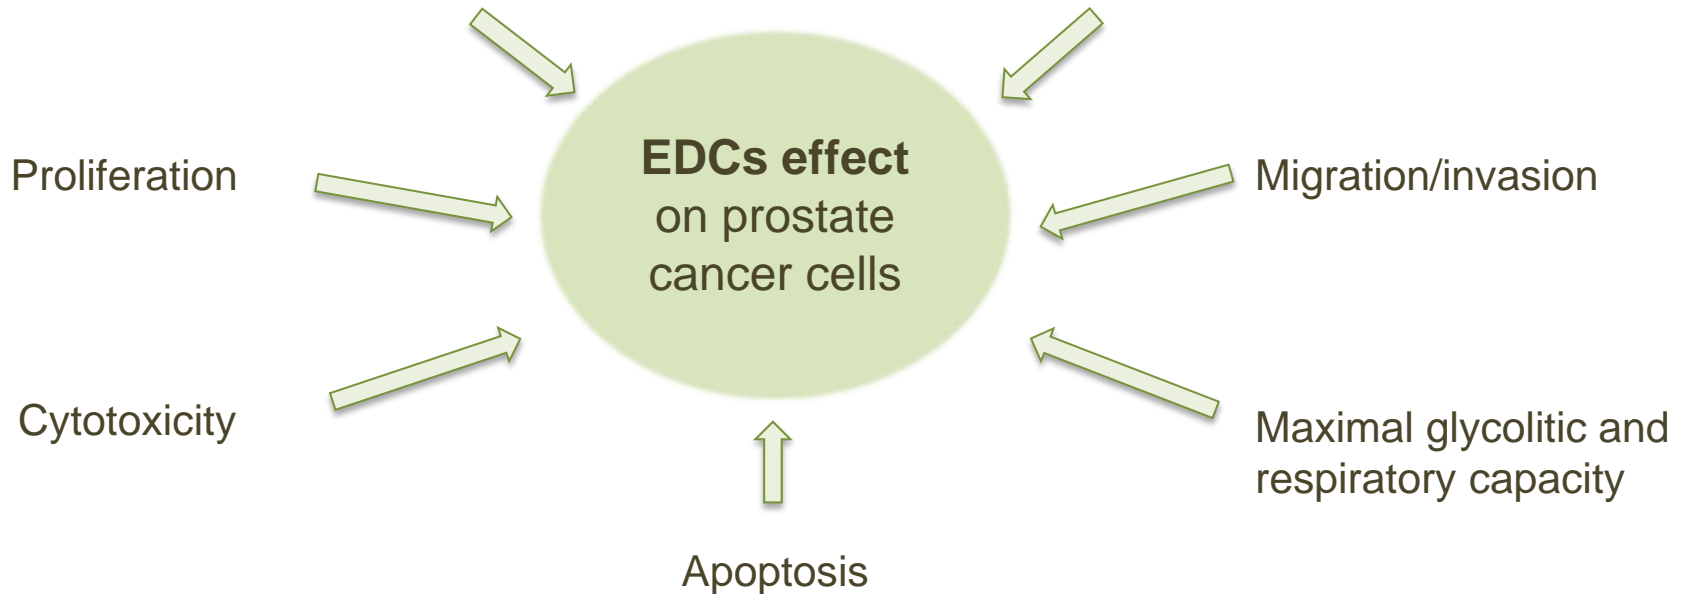 EDCs effect
on prostate
cancer cells
Proliferation
Migration/invasion
Cytotoxicity
Maximal glycolitic and
respiratory capacity
Apoptosis